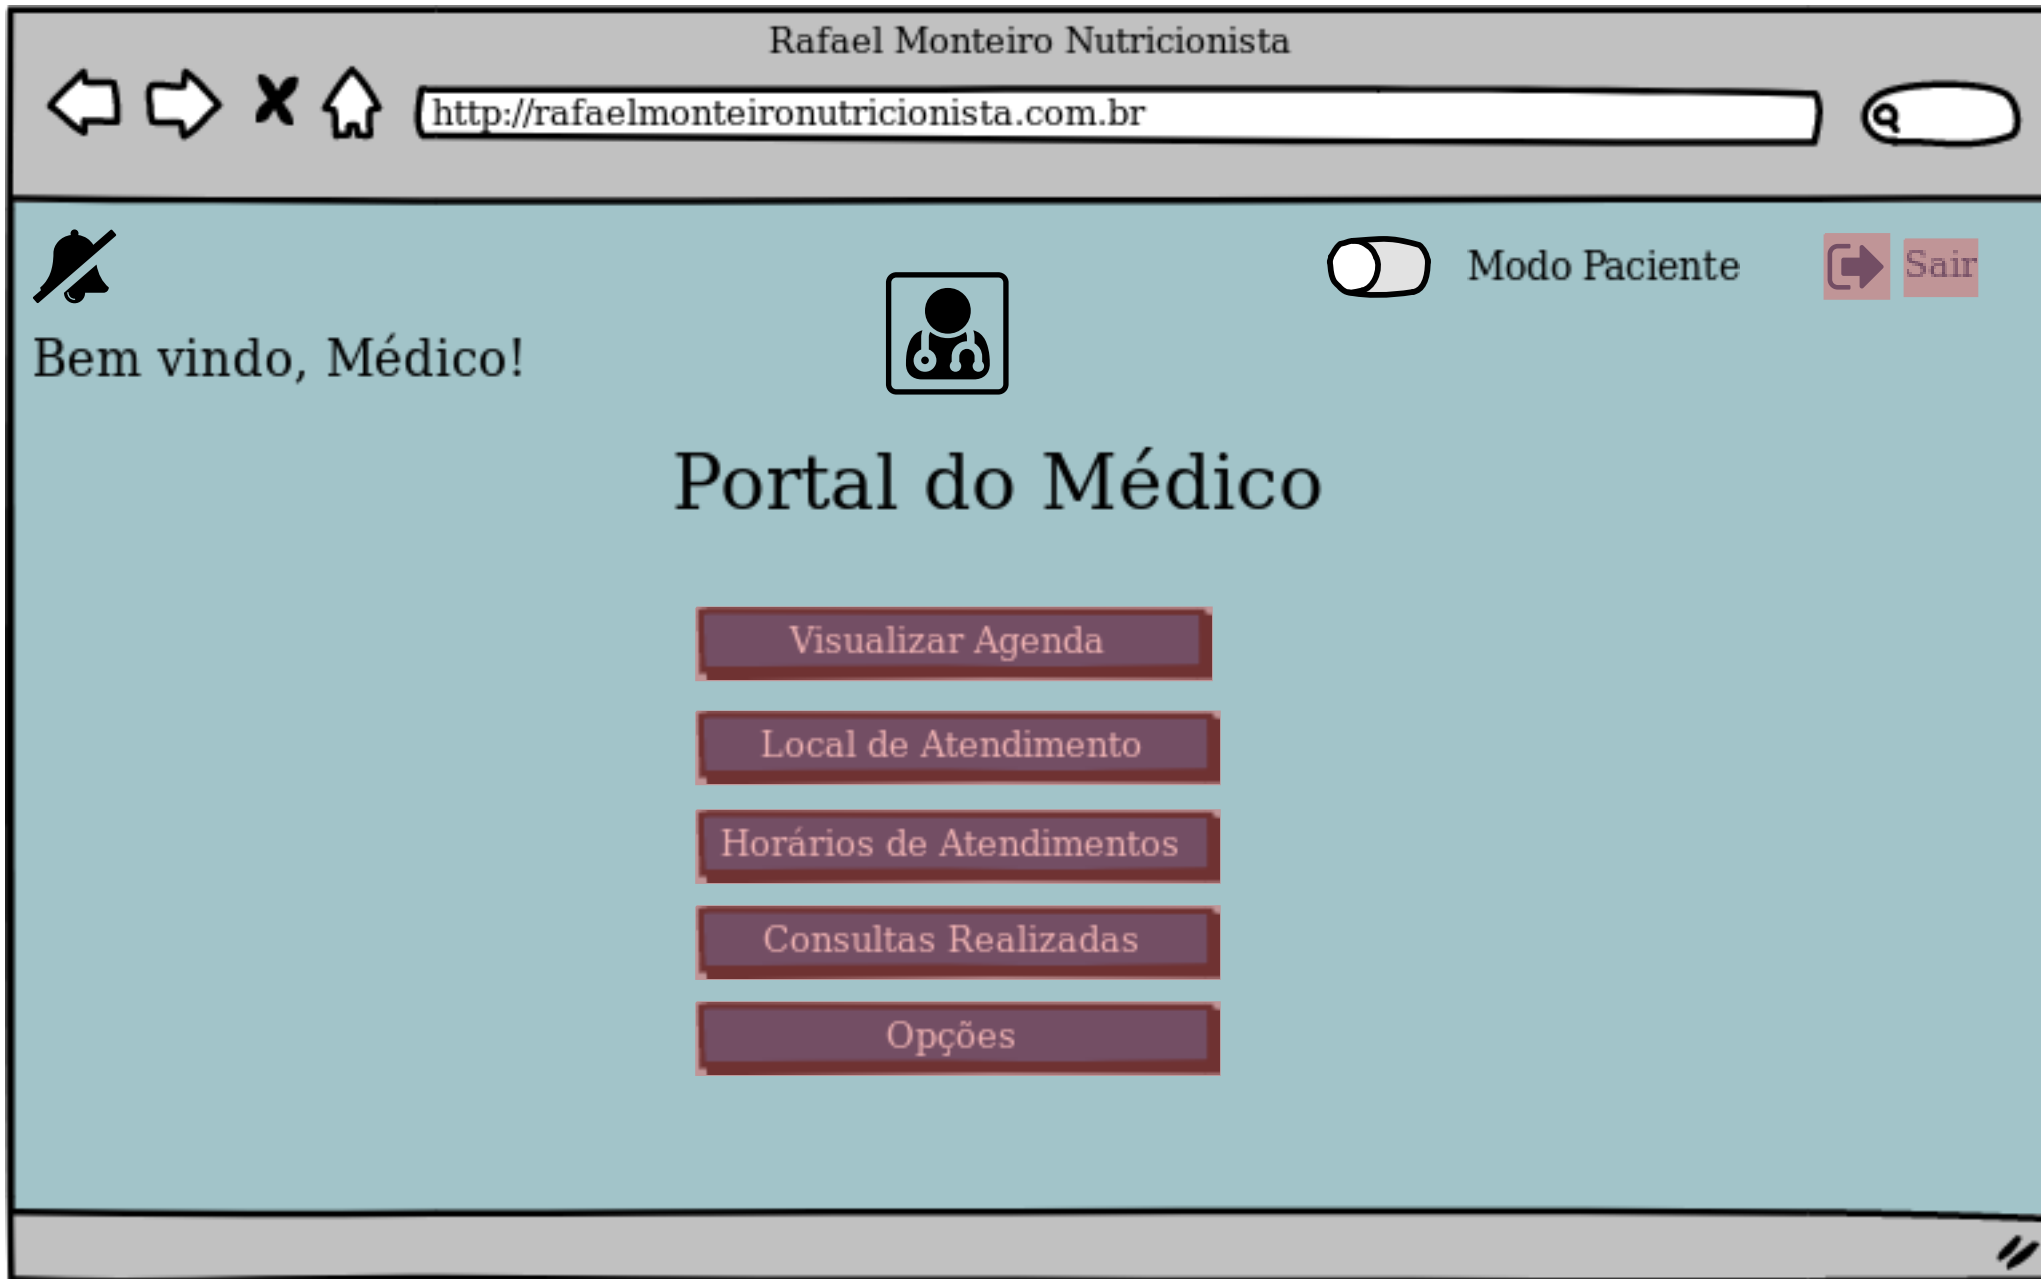 Rafael Monteiro Nutricionista
http://rafaelmonteironutricionista.com.br
Modo Paciente
Sair
Bem vindo, Médico!
Portal do Médico
Visualizar Agenda
Local de Atendimento
Horários de Atendimentos
Consultas Realizadas
Opções